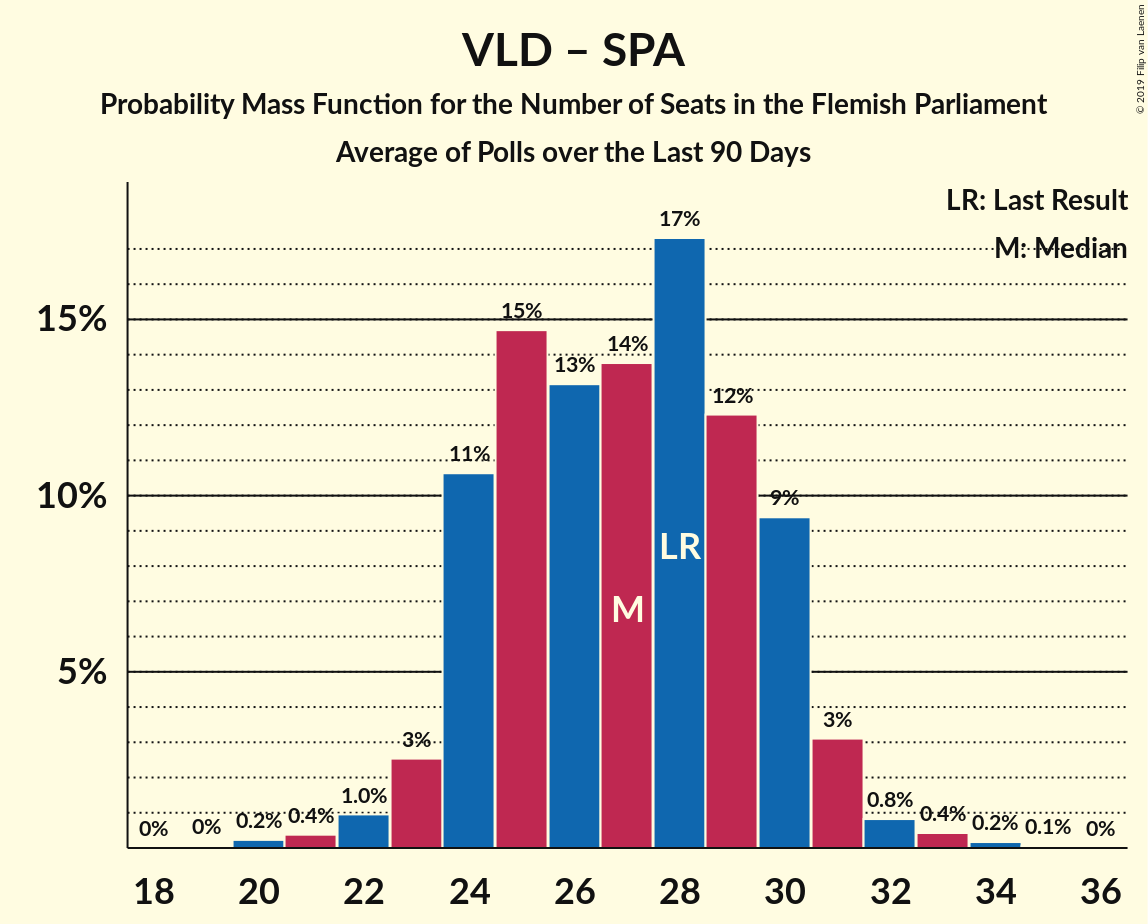 VLD – SPA
Probability Mass Function for the Number of Seats in the Flemish Parliament
Average of Polls over the Last 90 Days
© 2019 Filip van Laenen
LR: Last Result
M: Median
15%
10%
5%
0%
0%
0.2%
0.4%
1.0%
3%
11%
15%
13%
14%
17%
12%
9%
3%
0.8%
0.4%
0.2%
0.1%
0%
LR
M
18 20 22 24 26 28 30 32 34 36